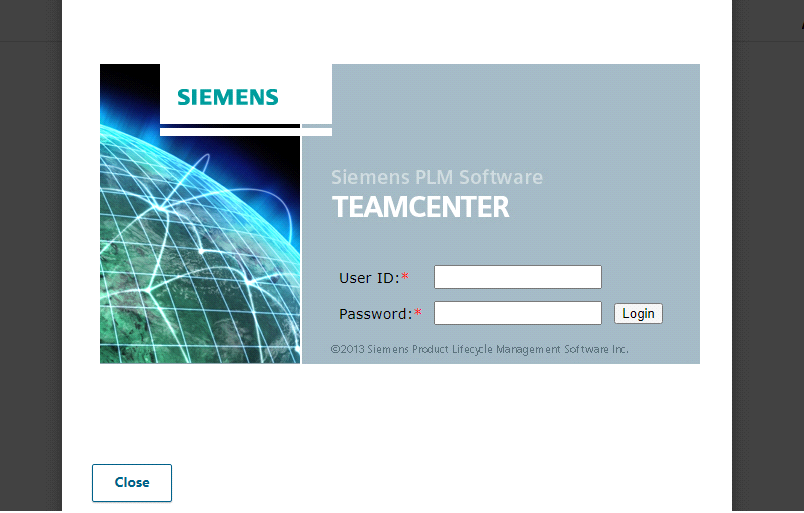 SIEMENS
Siemens PLM Software
TEAMCENTER
User ID:*
Password:* Login
©2013 Siemens Product Lifecycle Management Software Inc.
Close